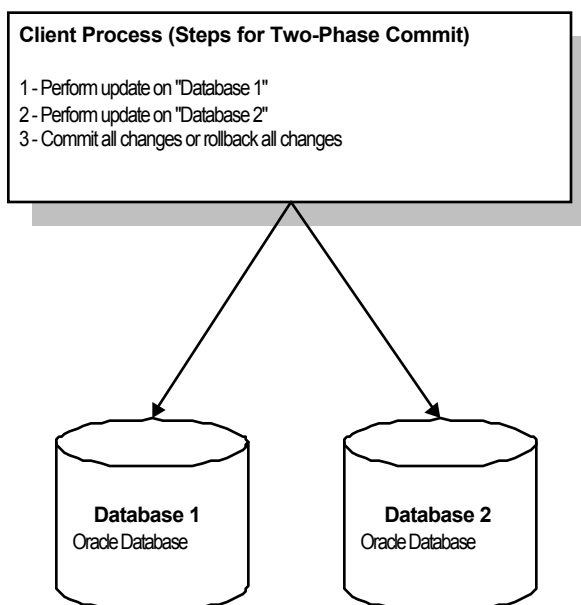 Client Process (Steps for Two-Phase Commit)
1 - Perform update on "Database 1"
2 - Perform update on "Database 2"
3 - Commit all changes or rollback all changes
Database 1
Oracle Database
Database 2
Oracle Database